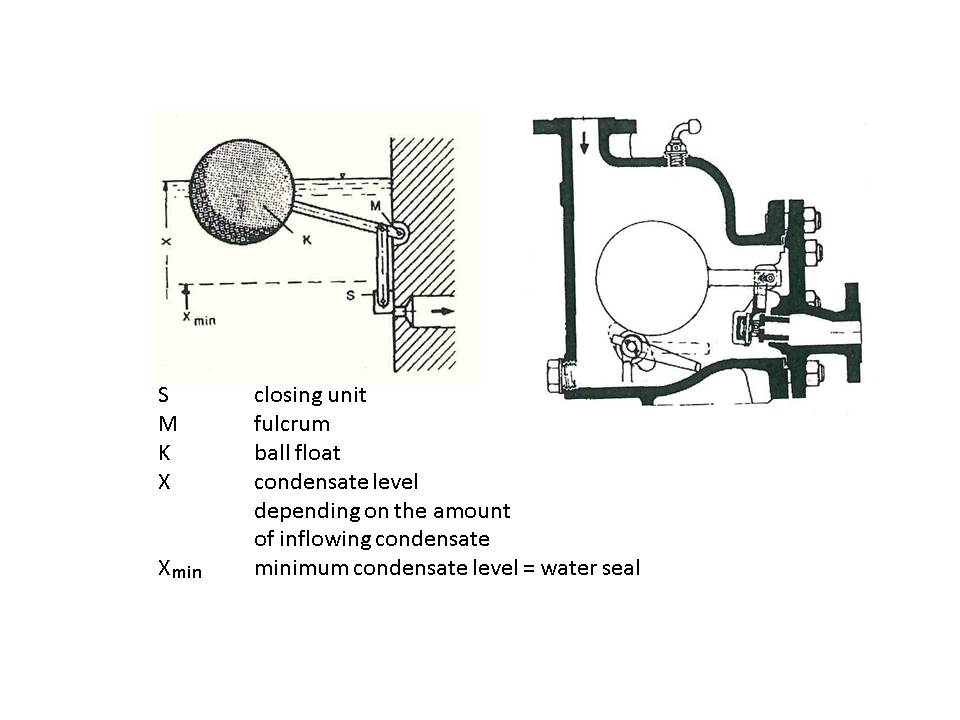 X
K
M
S
Xmin
S closing unit
M fulcrum
K ball float
X condensate level
depending on the amount
of inflowing condensate
Xmin minimum condensate level = water seal